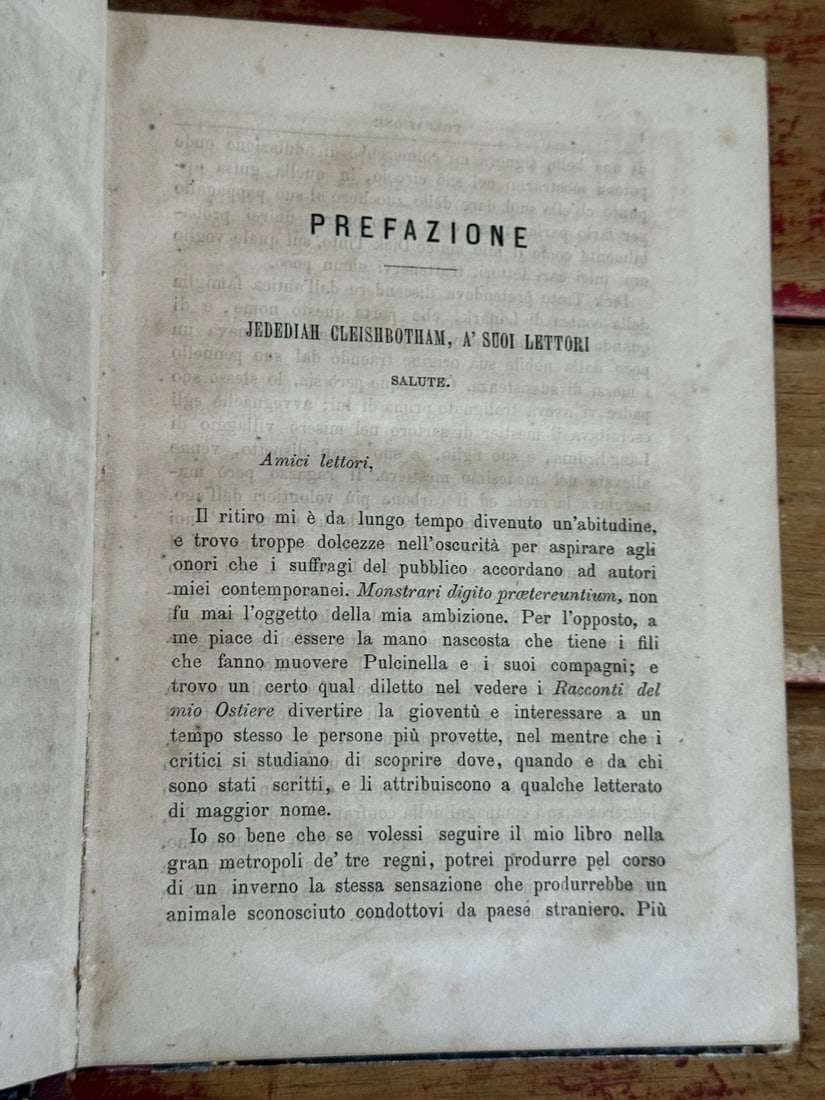 PREFAZIONE
JEDEDIAH CLEISHBOTHAM, A' SUOI LETTORI
SALUTE.
Amici lettori,
Il ritiro mi è da lungo tempo divenuto un'abitudine,
e trovo troppe dolcezze nell'oscurità per aspirare agli
onori che i suffragi del pubblico accordano ad autori
miei contemporanei. Monstrari digito prætereuntium, non
fu mai l'oggetto della mia ambizione. Per l'opposto, a
me piace di essere la mano nascosta che tiene i fili
che fanno muovere Pulcinella e i suoi compagni; e
trovo un certo qual diletto nel vedere i Racconti del
mio Ostiere divertire la gioventù e interessare a un
tempo stesso le persone più provette, nel mentre che i
critici si studiano di scoprire dove, quando e da chi
sono stati scritti, e li attribuiscono a qualche letterato
di maggior nome.
Io so bene che se volessi seguire il mio libro nella
gran metropoli de' tre regni, potrei produrre pel corso
di un inverno la stessa sensazione che produrrebbe un
animale sconosciuto condottovi da paese straniero. Più